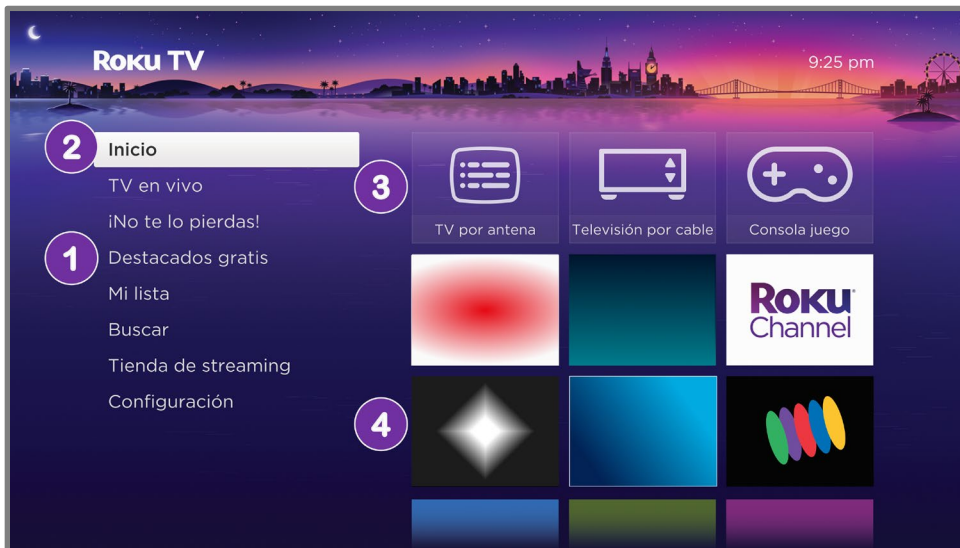 Roku TV
9:25 pm
2
Inicio
TV en vivo
¡No te lo pierdas!
1
Destacados gratis
Mi lista
Buscar
Tienda de streaming
Configuración
3
TV por antena
Televisión por cable
Consola juego
Roku
Channel
4